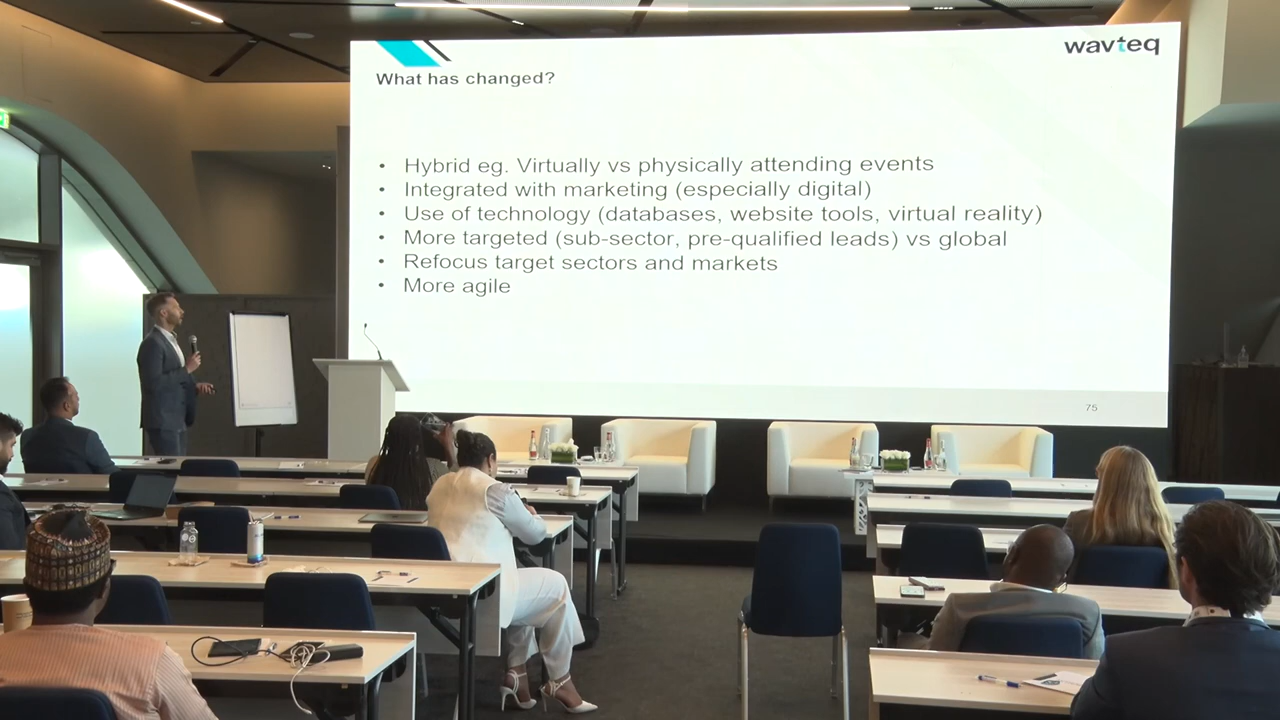 wavteq
What has changed?
• Hybrid eg. Virtually vs physically attending events
• Integrated with marketing (especially digital)
• Use of technology (databases, website tools, virtual reality)
• More targeted (sub-sector, pre-qualified leads) vs global
• Refocus target sectors and markets
• More agile
75